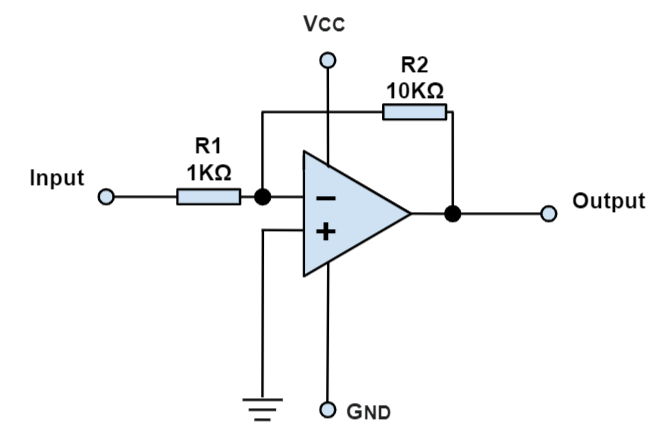 Vcc
R2
10KΩ
R1
1KΩ
Input
−
+
Output
GND